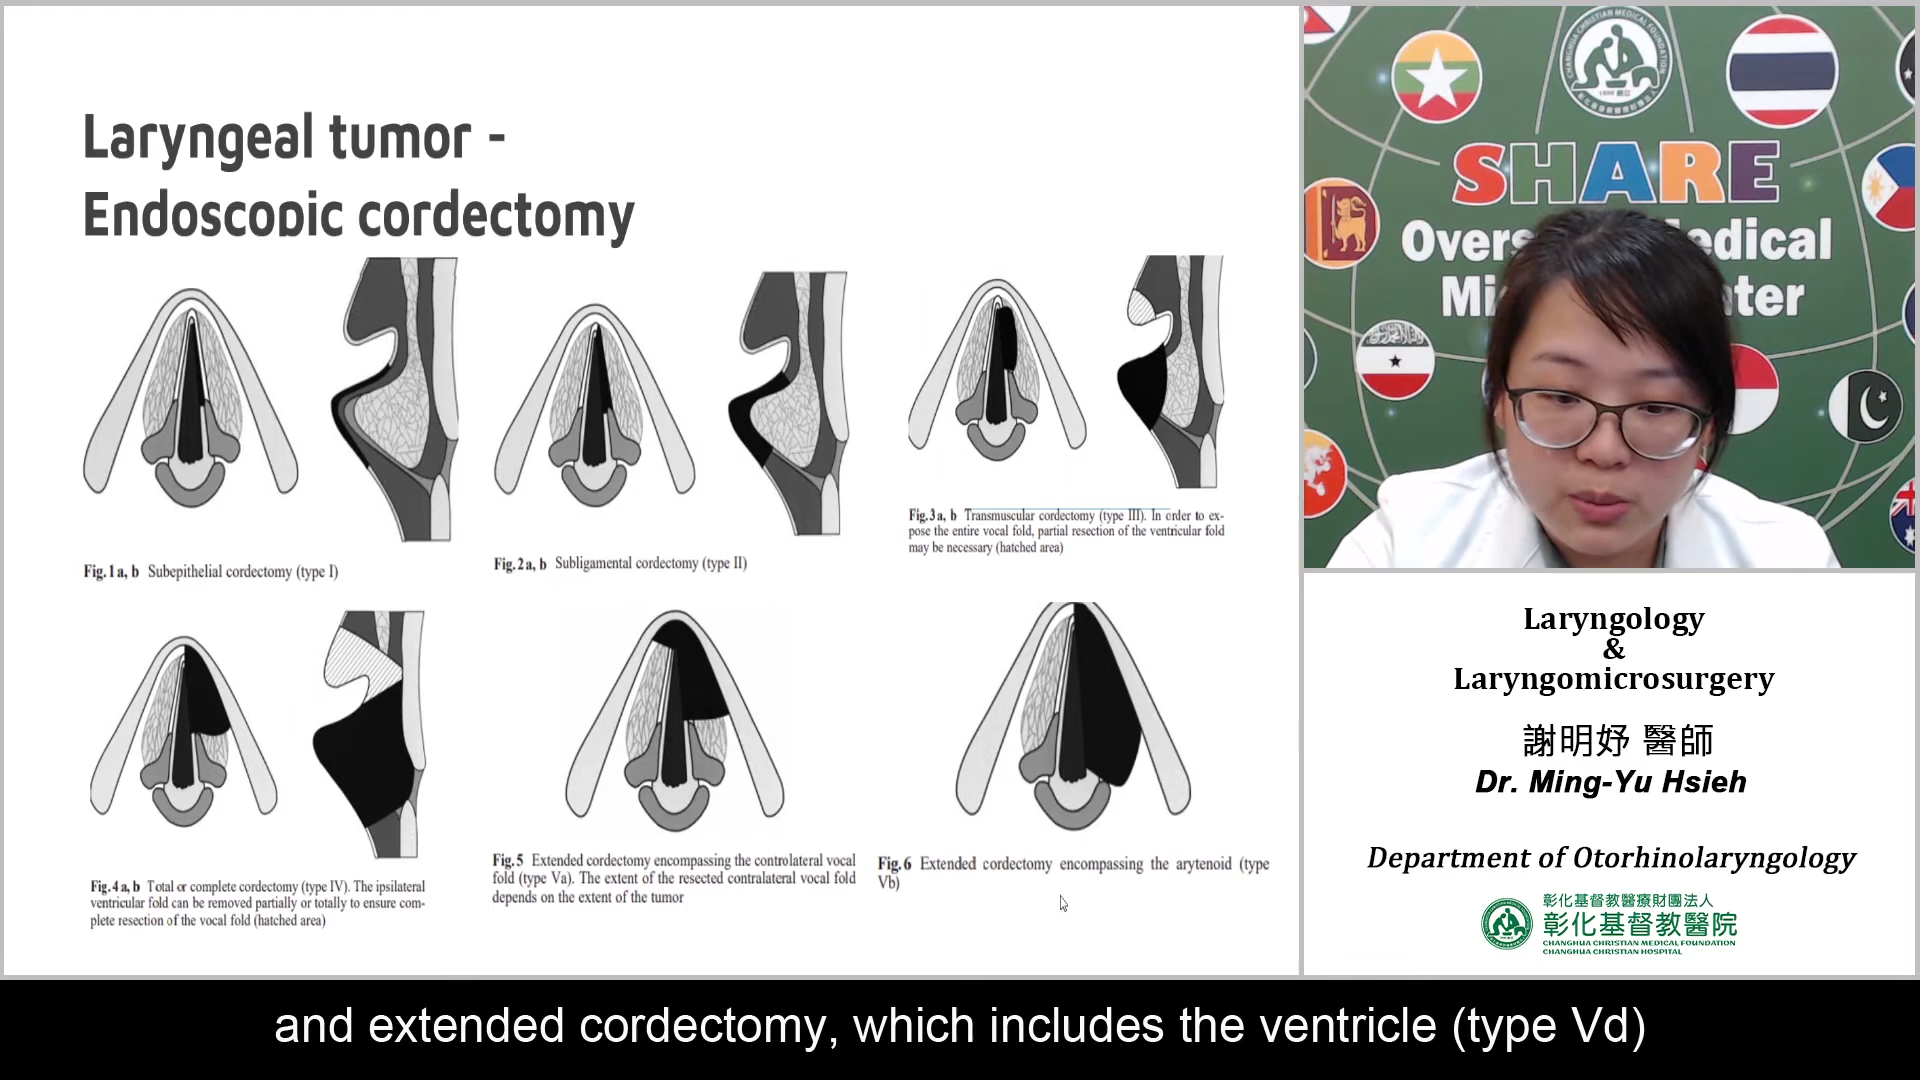 Laryngeal tumor -
Endoscopic cordectomy
Fig. 1 a, b Subepithelial cordectomy (type I)
Fig. 2 a, b Subligamental cordectomy (type II)
Fig. 3 a, b Transmuscular cordectomy (type III). In order to ex-
pose the entire vocal fold, partial resection of the ventricular fold
may be necessary (hatched area)
Fig. 4 a, b Total or complete cordectomy (type IV). The ipsilateral
ventricular fold can be removed partially or totally to ensure com-
plete resection of the vocal fold (hatched area)
Fig. 5 Extended cordectomy encompassing the controlateral vocal
fold (type Va). The extent of the resected contralateral vocal fold
depends on the extent of the tumor
Fig. 6 Extended cordectomy encompassing the arytenoid (type
Vb)
CHANGHUA CHRISTIAN MEDICAL FOUNDATION
SHARE
Overs edical
Mi ter
Laryngology
&
Laryngomicrosurgery
謝明妤 醫師
Dr. Ming-Yu Hsieh
Department of Otorhinolaryngology
彰化基督教醫療財團法人
彰化基督教醫院
CHANGHUA CHRISTIAN MEDICAL FOUNDATION
CHANGHUA CHRISTIAN HOSPITAL
and extended cordectomy, which includes the ventricle (type Vd)